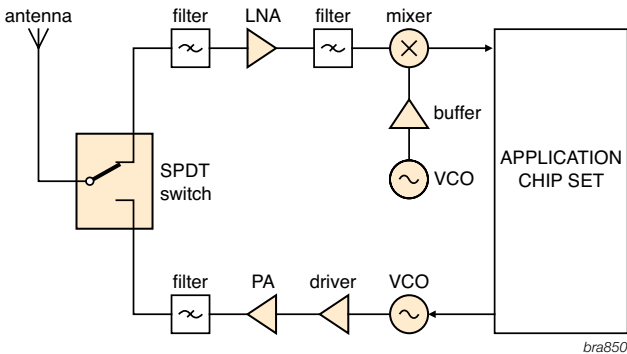 antenna
filter
LNA
filter
mixer
buffer
VCO
APPLICATION
CHIP SET
SPDT
switch
filter
PA
driver
VCO
bra850